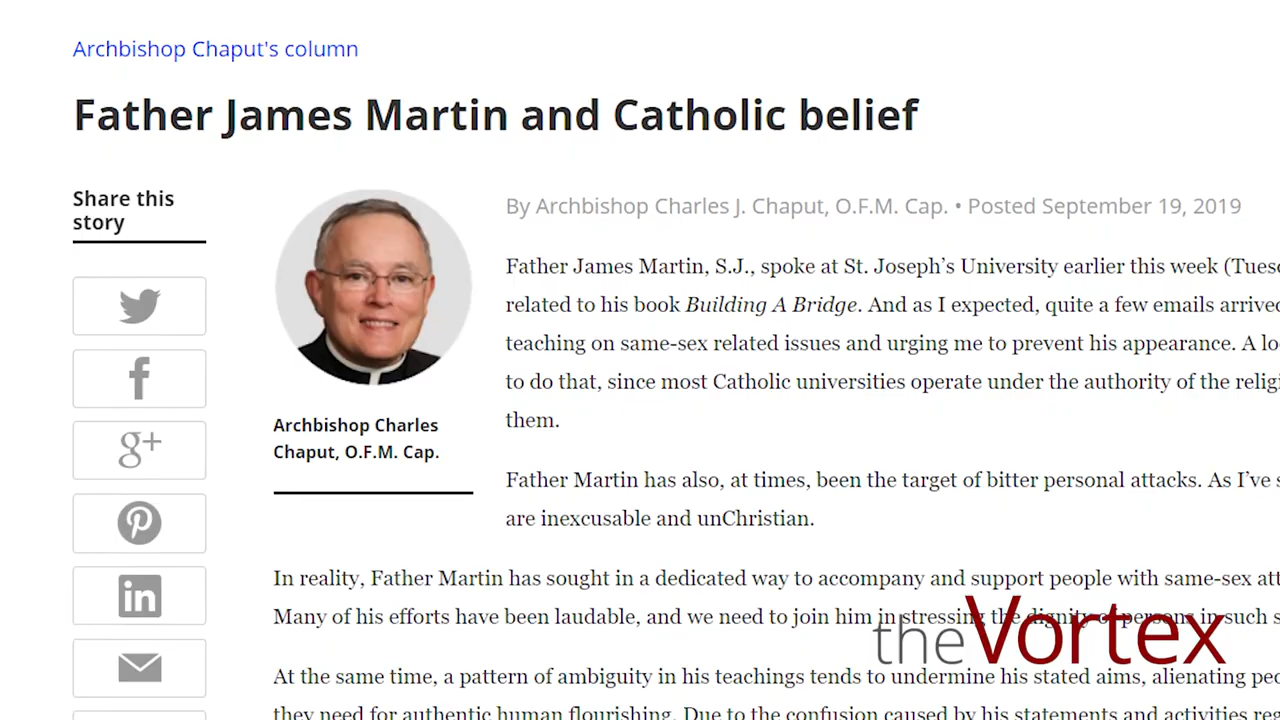 Archbishop Chaput's column
Father James Martin and Catholic belief
Share this
story
By Archbishop Charles J. Chaput, O.F.M. Cap. • Posted September 19, 2019
Father James Martin, S.J., spoke at St. Joseph's University earlier this week
related to his book Building A Bridge. And as I expected, quite a few emails arrived
teaching on same-sex related issues and urging me to prevent his appearance. A
to do that, since most Catholic universities operate under the authority of the
them.
Archbishop Charles
Chaput, O.F.M. Cap.
Father Martin has also, at times, been the target of bitter personal attacks. As I've
are inexcusable and unChristian.
In reality, Father Martin has sought in a dedicated way to accompany and support people with same-sex
Many of his efforts have been laudable, and we need to join him in stressing the dignity of persons in such
theVortex
At the same time, a pattern of ambiguity in his teachings tends to undermine his stated aims, alienating
they need for authentic human flourishing. Due to the confusion caused by his statements and activities
g+
in